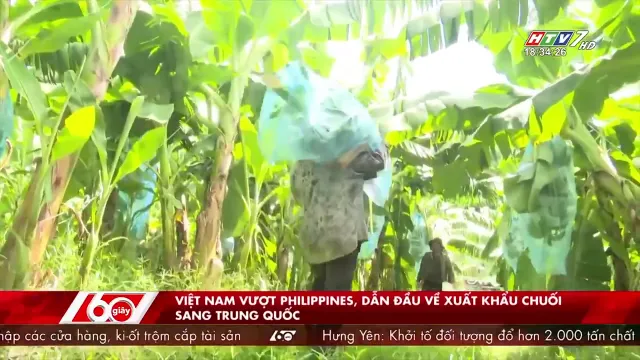 HTV7 HD
18:34:26
60 giây
VIỆT NAM VƯỢT PHILIPPINES, DẪN ĐẦU VỀ XUẤT KHẨU CHUỐI
SANG TRUNG QUỐC
hập các cửa hàng, ki-ốt trộm cắp tài sản Hưng Yên: Khởi tố đối tượng đổ hơn 2.000 tấn chất